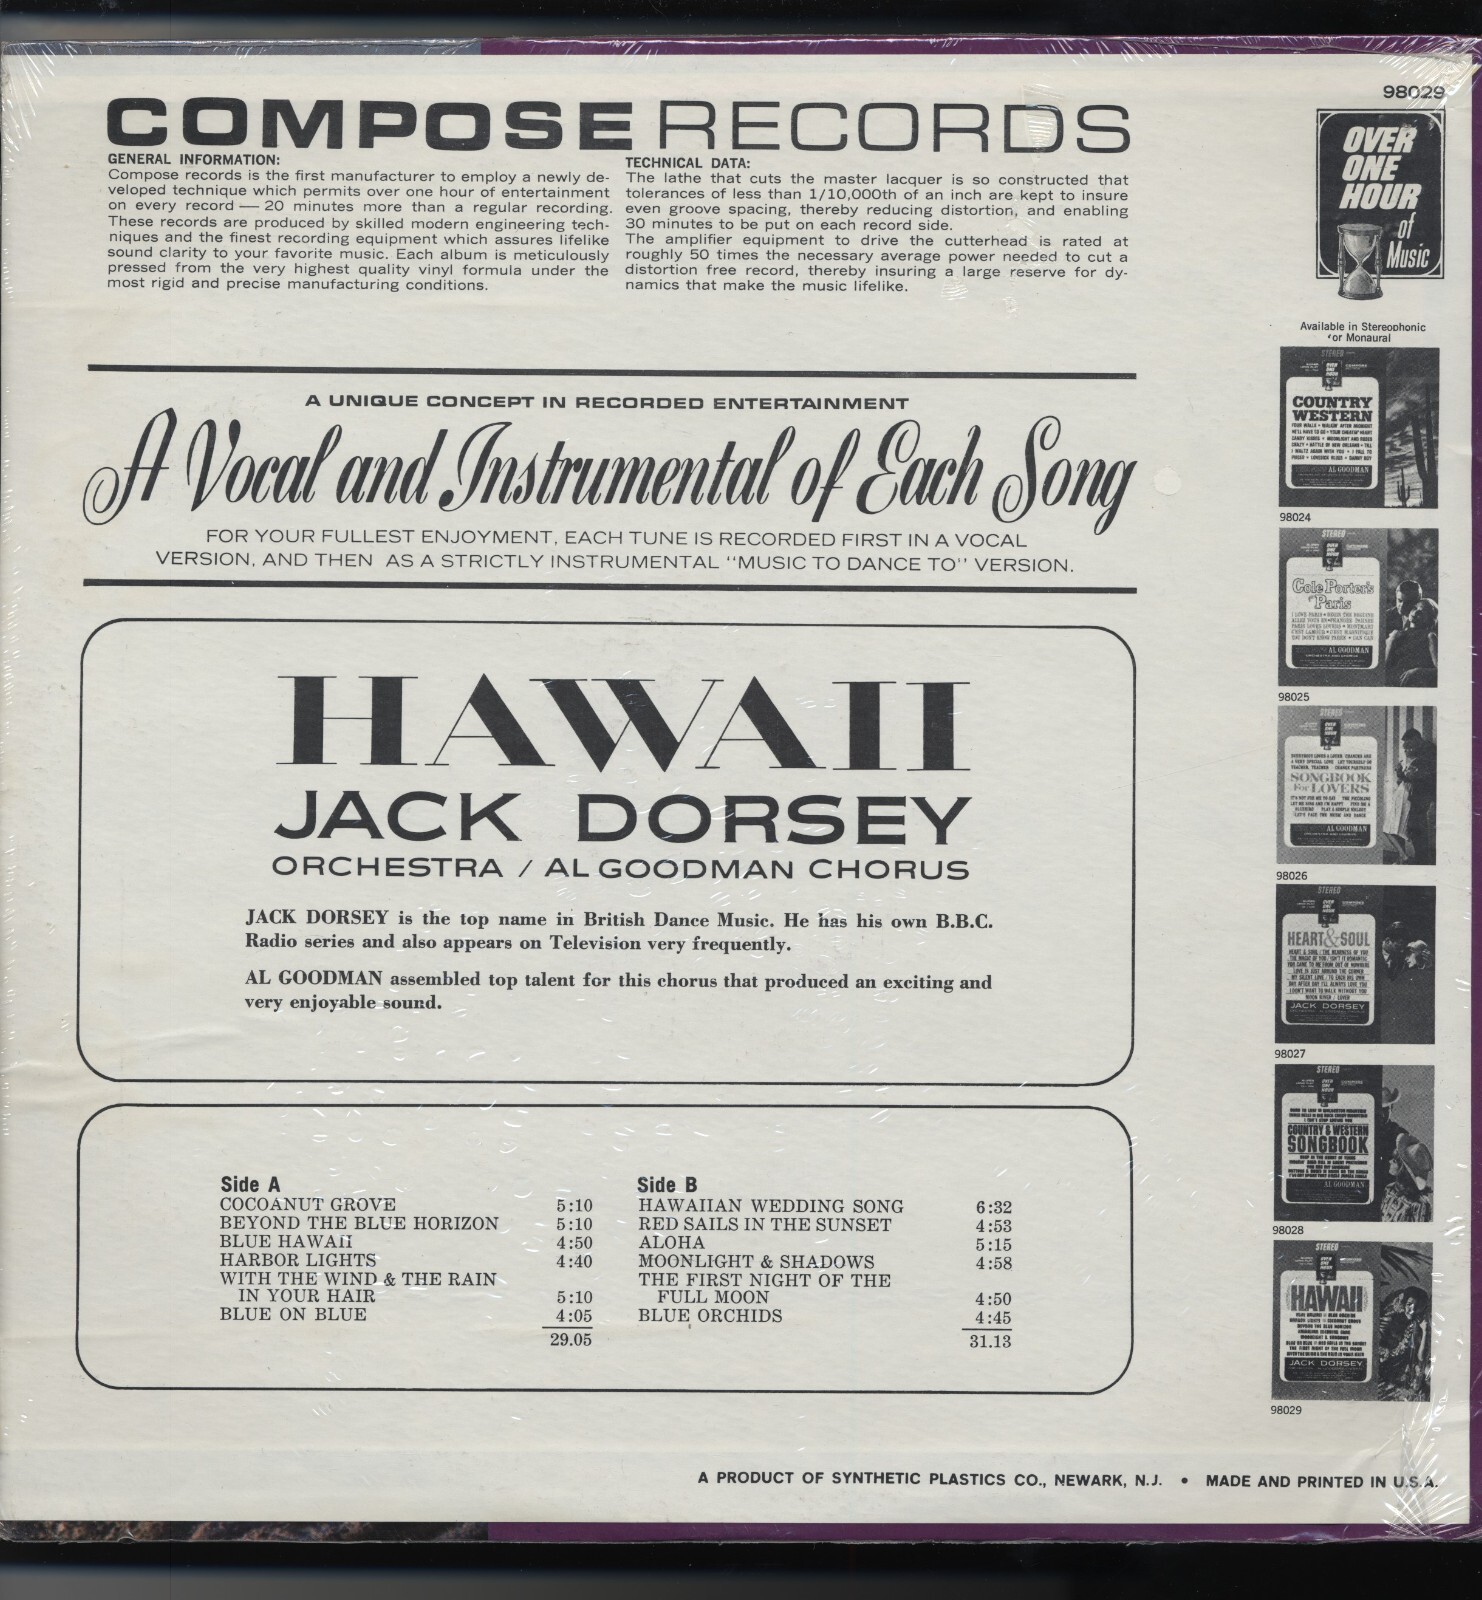 98029
COMPOSE RECORDS
GENERAL INFORMATION:
Compose records is the first manufacturer to employ a newly de-
veloped technique which permits over one hour of entertainment
on every record — 20 minutes more than a regular recording.
These records are produced by skilled modern engineering tech-
niques and the finest recording equipment which assures lifelike
sound clarity to your favorite music. Each album is meticulously
pressed from the very highest quality vinyl formula under the
most rigid and precise manufacturing conditions.
TECHNICAL DATA:
The lathe that cuts the master lacquer is so constructed that
tolerances of less than 1/10,000th of an inch are kept to insure
even groove spacing, thereby reducing distortion, and enabling
30 minutes to be put on each record side.
The amplifier equipment to drive the cutterhead is rated at
roughly 50 times the necessary average power needed to cut a
distortion free record, thereby insuring a large reserve for dy-
namics that make the music lifelike.
OVER
ONE
HOUR
of
Music
A UNIQUE CONCEPT IN RECORDED ENTERTAINMENT
A Vocal and Instrumental of Each Song
FOR YOUR FULLEST ENJOYMENT, EACH TUNE IS RECORDED FIRST IN A VOCAL
VERSION, AND THEN AS A STRICTLY INSTRUMENTAL "MUSIC TO DANCE TO" VERSION.
HAWAII
JACK DORSEY
ORCHESTRA / AL GOODMAN CHORUS
JACK DORSEY is the top name in British Dance Music. He has his own B.B.C.
Radio series and also appears on Television very frequently.
AL GOODMAN assembled top talent for this chorus that produced an exciting and
very enjoyable sound.
Side A
COCOANUT GROVE 5:10
BEYOND THE BLUE HORIZON 5:10
BLUE HAWAII 4:50
HARBOR LIGHTS 4:40
WITH THE WIND & THE RAIN
IN YOUR HAIR 5:10
BLUE ON BLUE 4:05
29.05
Side B
HAWAIIAN WEDDING SONG 6:32
RED SAILS IN THE SUNSET 4:53
ALOHA 5:15
MOONLIGHT & SHADOWS 4:58
THE FIRST NIGHT OF THE
FULL MOON 4:50
BLUE ORCHIDS 4:45
31.13
Available in Stereophonic
or Monaural
STEREO
COUNTRY
WESTERN
AL GOODMAN
98024
STEREO
Cole Porter's
Paris
AL GOODMAN
98025
STEREO
SONGBOOK
For LOVERS
AL GOODMAN
98026
STEREO
HEART & SOUL
JACK DORSEY
98027
STEREO
COUNTRY & WESTERN
SONGBOOK
AL GOODMAN
98028
STEREO
HAWAII
JACK DORSEY
98029
A PRODUCT OF SYNTHETIC PLASTICS CO., NEWARK, N.J. • MADE AND PRINTED IN U.S.A.